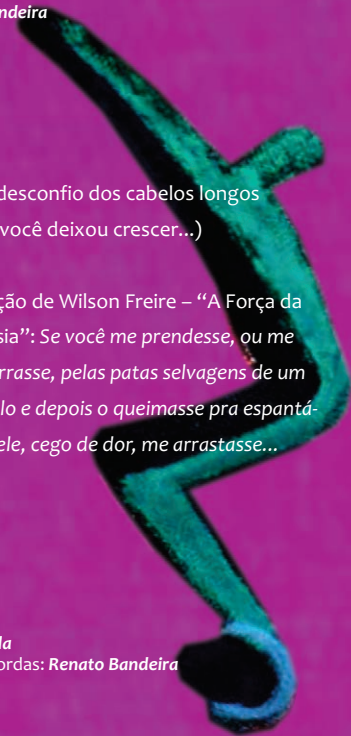 ndeira
desconfio dos cabelos longos
você deixou crescer...)
ção de Wilson Freire – “A Força da
sia”: Se você me prendesse, ou me
rrasse, pelas patas selvagens de um
lo e depois o queimasse pra espantá-
ele, cego de dor, me arrastasse...
da
ordas: Renato Bandeira